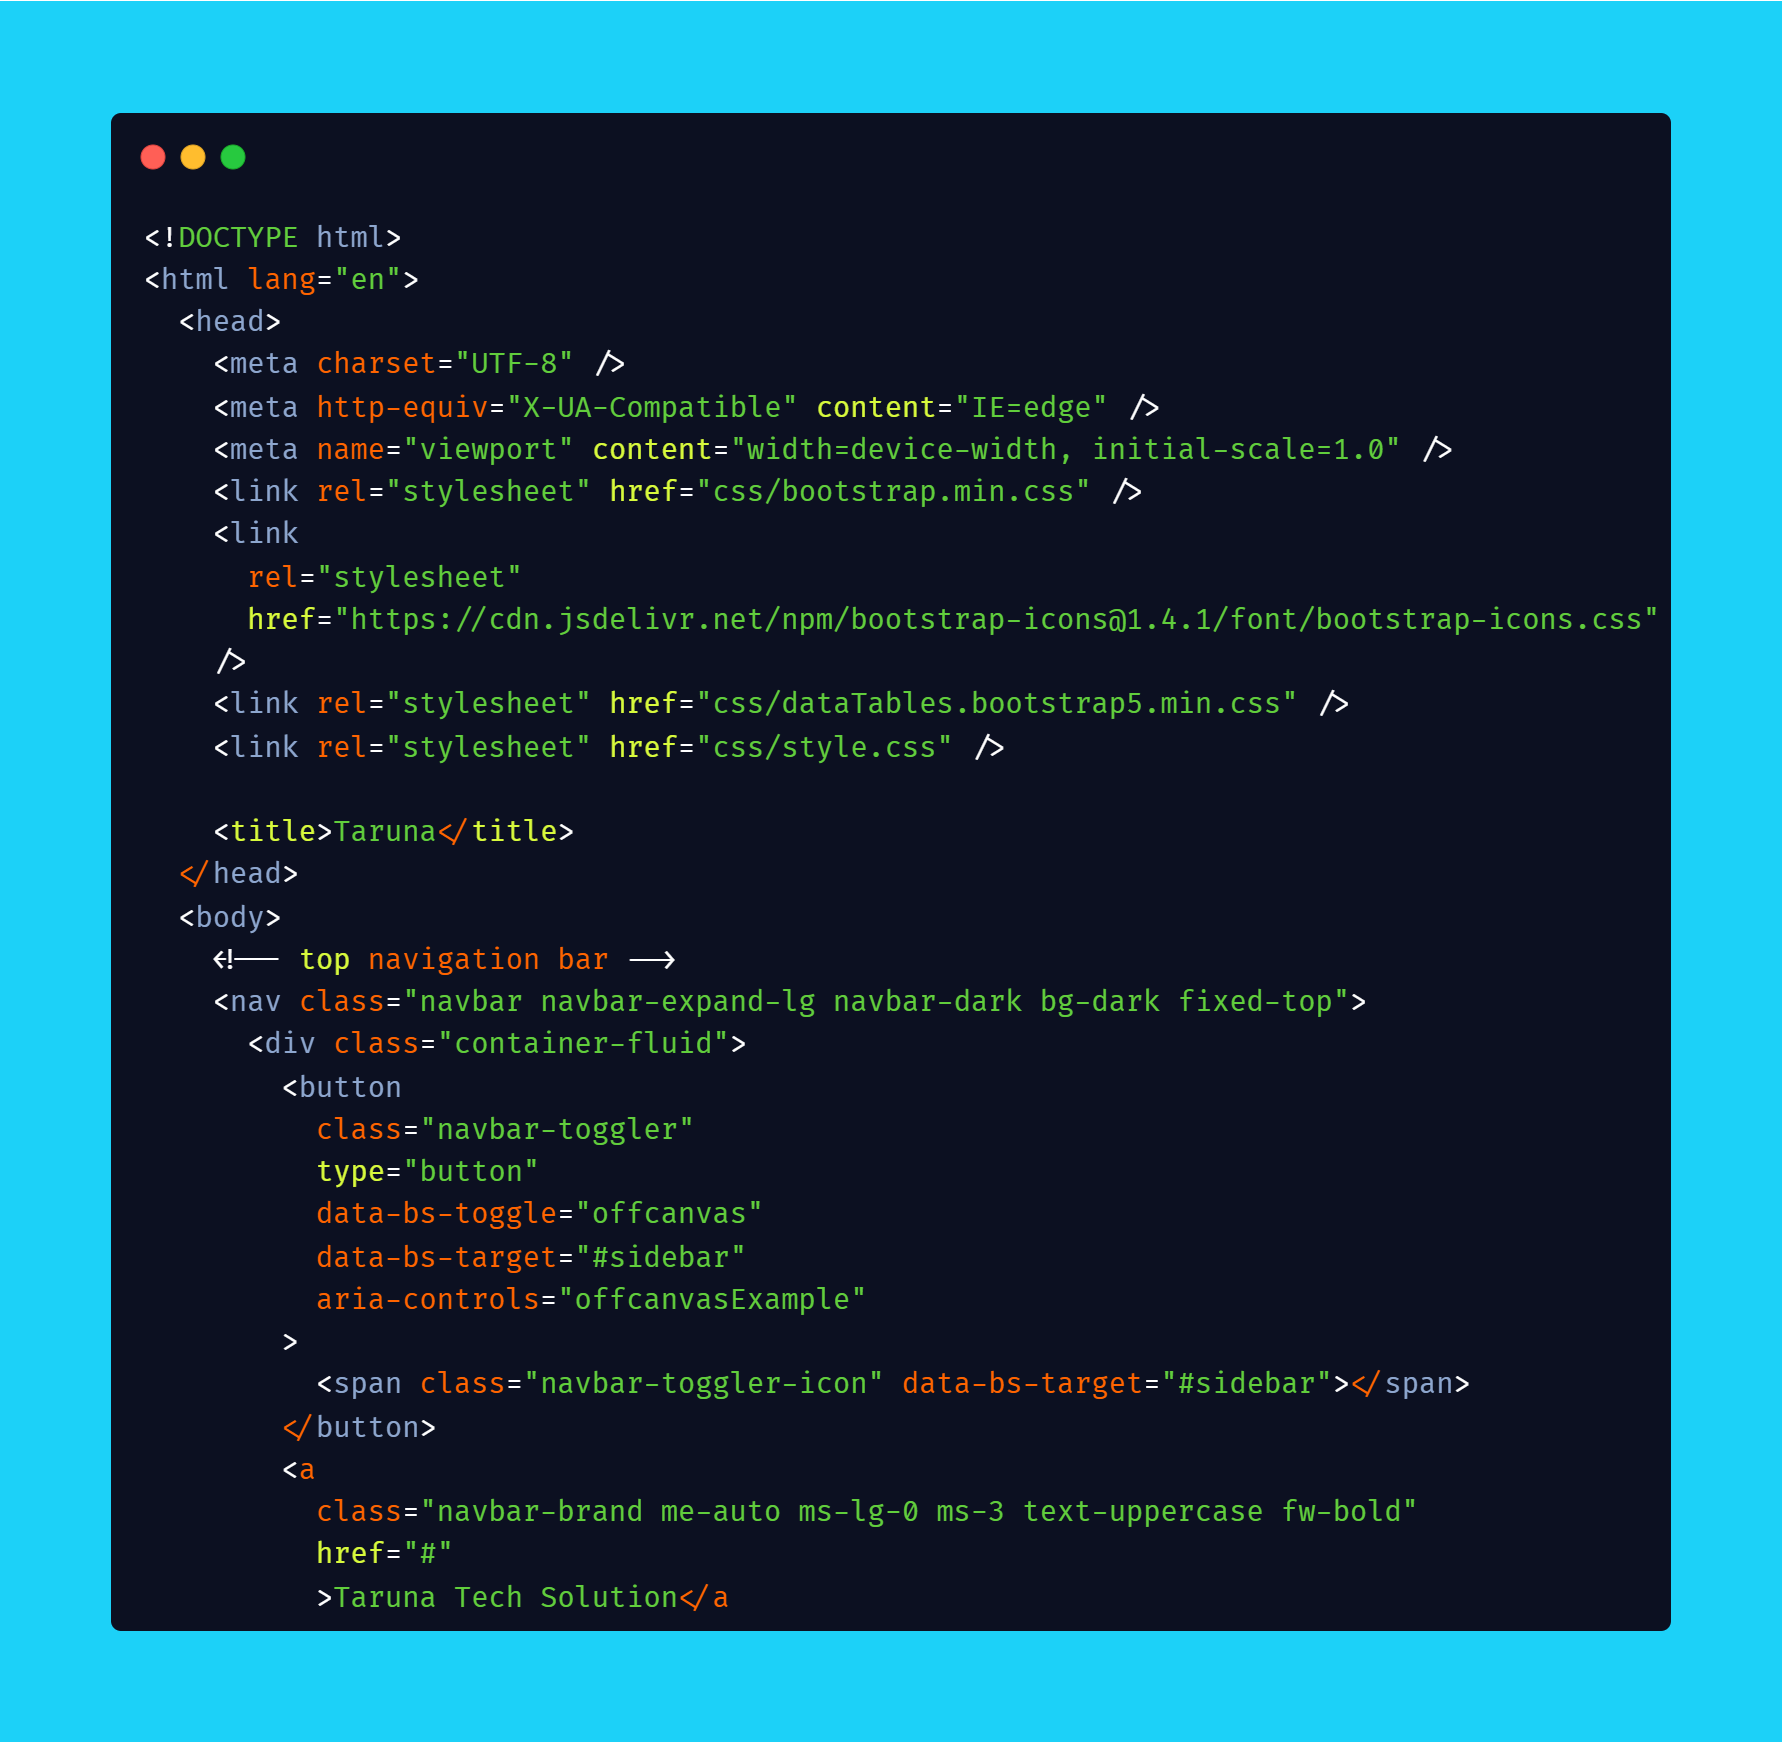 <!DOCTYPE html>
<html lang="en">
  <head>
    <meta charset="UTF-8" />
    <meta http-equiv="X-UA-Compatible" content="IE=edge" />
    <meta name="viewport" content="width=device-width, initial-scale=1.0" />
    <link rel="stylesheet" href="css/bootstrap.min.css" />
    <link
      rel="stylesheet"
      href="https://cdn.jsdelivr.net/npm/bootstrap-icons@1.4.1/font/bootstrap-icons.css"
    />
    <link rel="stylesheet" href="css/dataTables.bootstrap5.min.css" />
    <link rel="stylesheet" href="css/style.css" />

    <title>Taruna</title>
  </head>
  <body>
    <!-- top navigation bar -->
    <nav class="navbar navbar-expand-lg navbar-dark bg-dark fixed-top">
      <div class="container-fluid">
        <button
          class="navbar-toggler"
          type="button"
          data-bs-toggle="offcanvas"
          data-bs-target="#sidebar"
          aria-controls="offcanvasExample"
        >
          <span class="navbar-toggler-icon" data-bs-target="#sidebar"></span>
        </button>
        <a
          class="navbar-brand me-auto ms-lg-0 ms-3 text-uppercase fw-bold"
          href="#"
          >Taruna Tech Solution</a